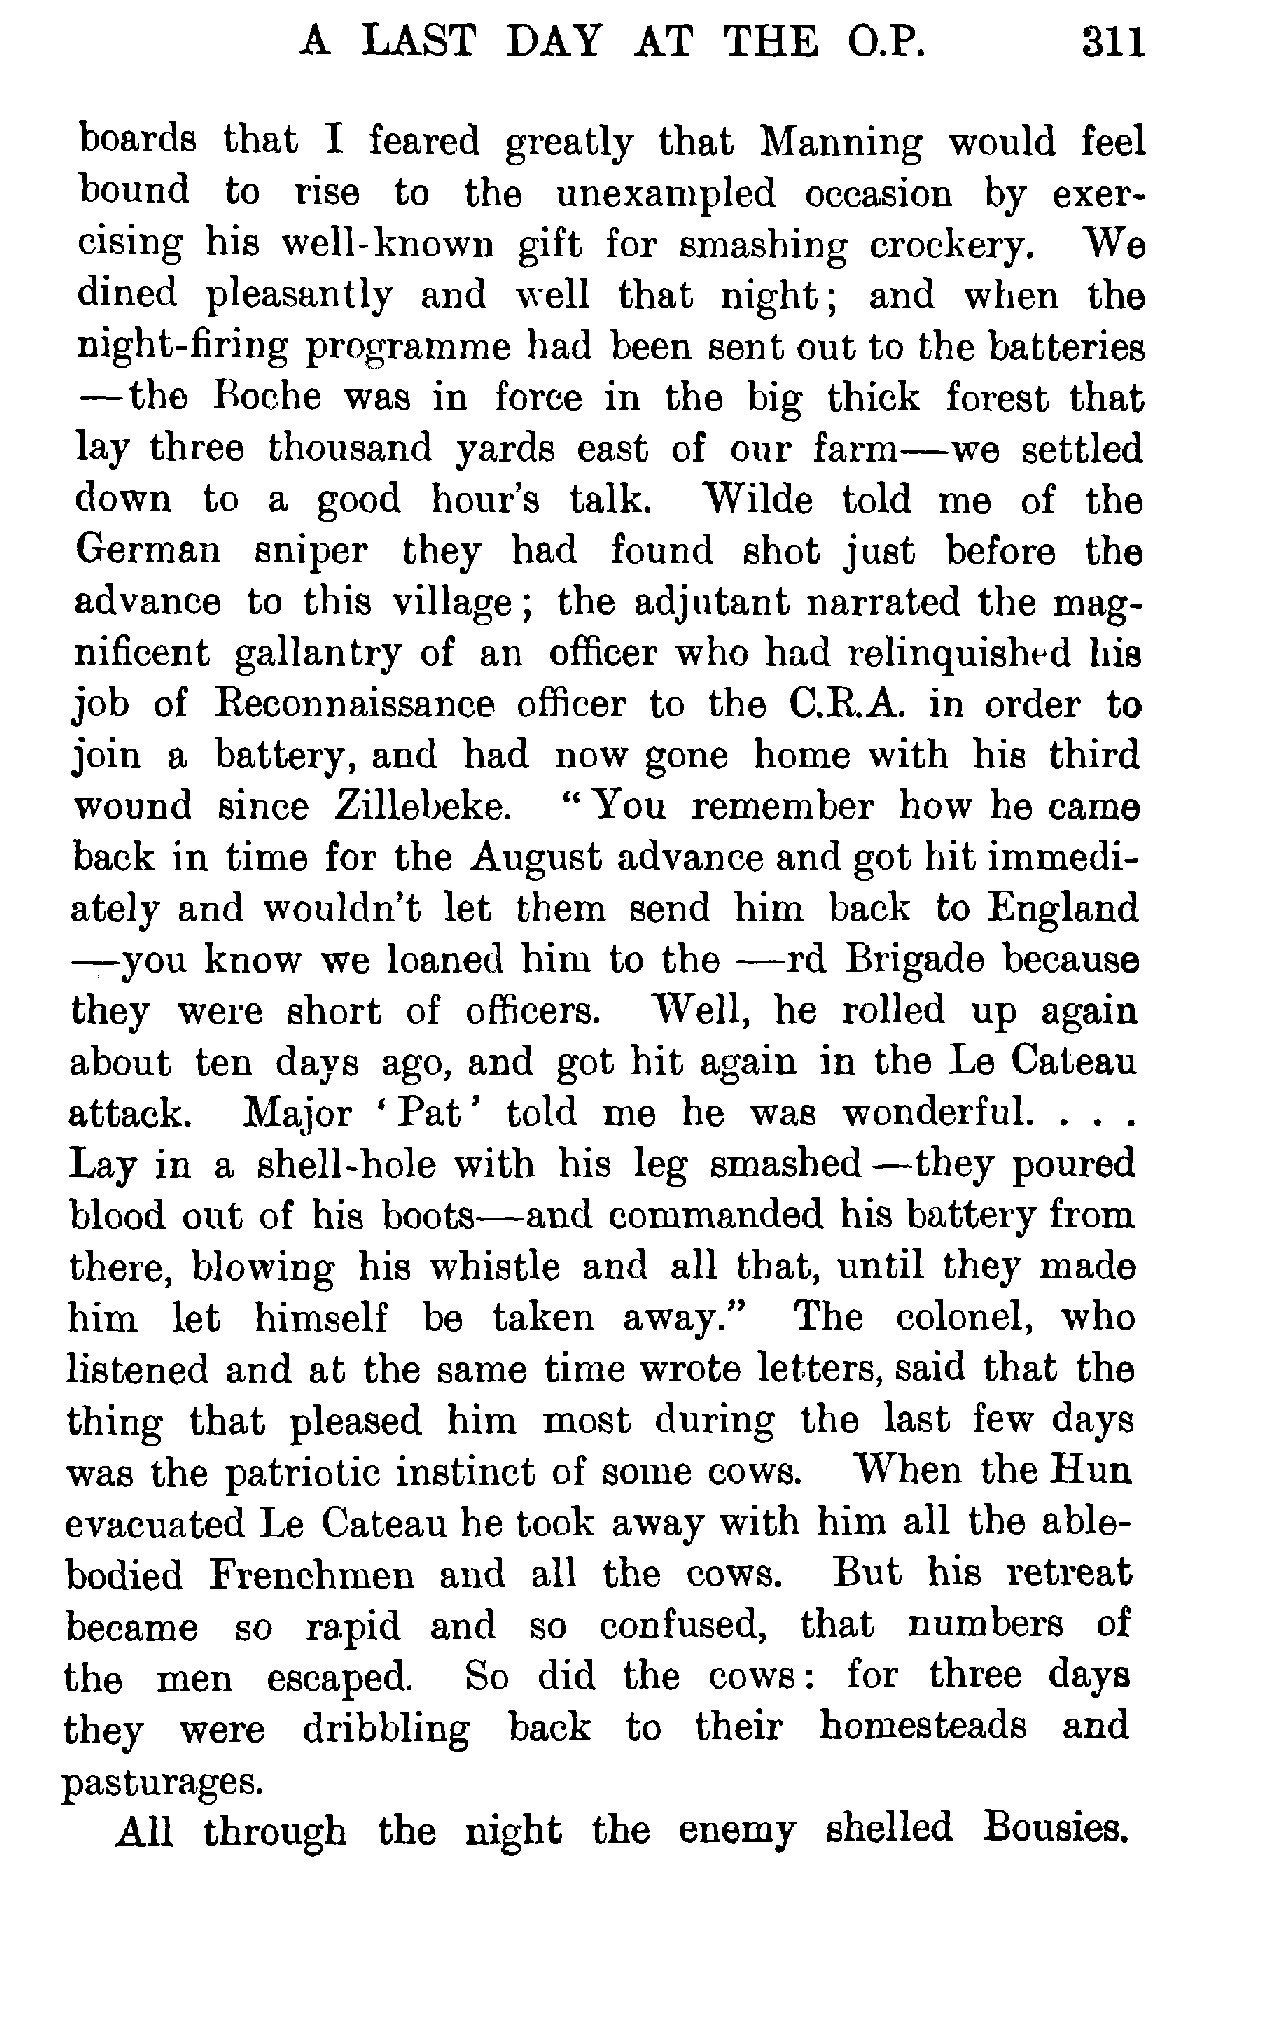 A LAST DAY AT THE O.P. 311
boards that I feared greatly that Manning would feel
bound to rise to the unexampled occasion by exer-
cising his well-known gift for smashing crockery. We
dined pleasantly and well that night; and when the
night-firing programme had been sent out to the batteries
—the Boche was in force in the big thick forest that
lay three thousand yards east of our farm—we settled
down to a good hour's talk. Wilde told me of the
German sniper they had found shot just before the
advance to this village; the adjutant narrated the mag-
nificent gallantry of an officer who had relinquished his
job of Reconnaissance officer to the C.R.A. in order to
join a battery, and had now gone home with his third
wound since Zillebeke. “You remember how he came
back in time for the August advance and got hit immedi-
ately and wouldn't let them send him back to England
—you know we loaned him to the —rd Brigade because
they were short of officers. Well, he rolled up again
about ten days ago, and got hit again in the Le Cateau
attack. Major ‘Pat’ told me he was wonderful. . . .
Lay in a shell-hole with his leg smashed—they poured
blood out of his boots—and commanded his battery from
there, blowing his whistle and all that, until they made
him let himself be taken away.” The colonel, who
listened and at the same time wrote letters, said that the
thing that pleased him most during the last few days
was the patriotic instinct of some cows. When the Hun
evacuated Le Cateau he took away with him all the able-
bodied Frenchmen and all the cows. But his retreat
became so rapid and so confused, that numbers of
the men escaped. So did the cows: for three days
they were dribbling back to their homesteads and
pasturages.
All through the night the enemy shelled Bousies.